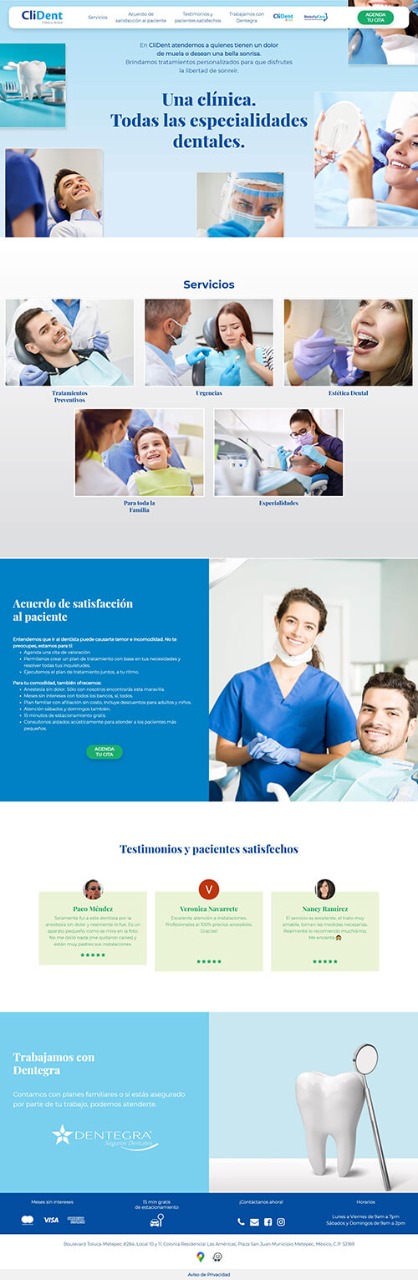 CliDent
Servicios
Acuerdo de
satisfacción al paciente
Testimonios y
pacientes satisfechos
Trabajamos con
Dentegra
CliDent
BeautyCare
AGENDA
TU CITA
En CliDent atendemos a quienes tienen un dolor
de muela o desean una bella sonrisa.
Brindamos tratamientos personalizados para que disfrutes
la libertad de sonreír.
Una clínica.
Todas las especialidades
dentales.
Servicios
Tratamientos
Preventivos
Urgencias
Estética Dental
Para toda la
Familia
Especialidades
Acuerdo de satisfacción
al paciente
Entendemos que ir al dentista puede causarte temor e incomodidad. No te
preocupes, estamos para ti:
Agenda una cita de valoración.
Permítenos crear un plan de tratamiento con base en tus necesidades y
resolver todas tus inquietudes.
Ejecutemos el plan de tratamiento juntos, a tu ritmo.
Para tu comodidad, también ofrecemos:
Anestesia sin dolor. Sólo con nosotros encontrarás esta maravilla.
Meses sin intereses con todos los bancos, sí, todos.
Plan familiar con afiliación sin costo, incluye descuentos para adultos y niños.
Atención sábados y domingos también.
15 minutos de estacionamiento gratis.
Consultorios aislados acústicamente para atender a los pacientes más
pequeños.
AGENDA
TU CITA
Testimonios y pacientes satisfechos
Paco Méndez
Solamente fui a este dentista por la
anestesia sin dolor y realmente lo fue. Es un
aparato pequeño como se mira en la foto.
No me dolió nada (me quitaron caries) y
están muy padres sus instalaciones.
V
Veronica Navarrete
Excelente atención e instalaciones.
Profesionales al 100% precios accesibles.
Gracias!
Nancy Ramirez
El servicio es excelente, el trato muy
amable, toman las medidas necesarias.
Realmente lo recomiendo muchísimo.
Me encanta
Trabajamos con
Dentegra
Contamos con planes familiares o si estás asegurado
por parte de tu trabajo, podemos atenderte.
DENTEGRA
Seguros Dentales
Meses sin intereses
VISA
AMERICAN EXPRESS
15 min gratis
de estacionamiento
¡Contáctanos ahora!
Horarios
Lunes a Viernes de 9am a 7pm
Sábados y Domingos de 9am a 2pm
Boulevard Toluca-Metepec #284, Local 10 y 11, Colonia Residencial Las Américas, Plaza San Juan Municipio Metepec, México, C.P. 52169
Aviso de Privacidad